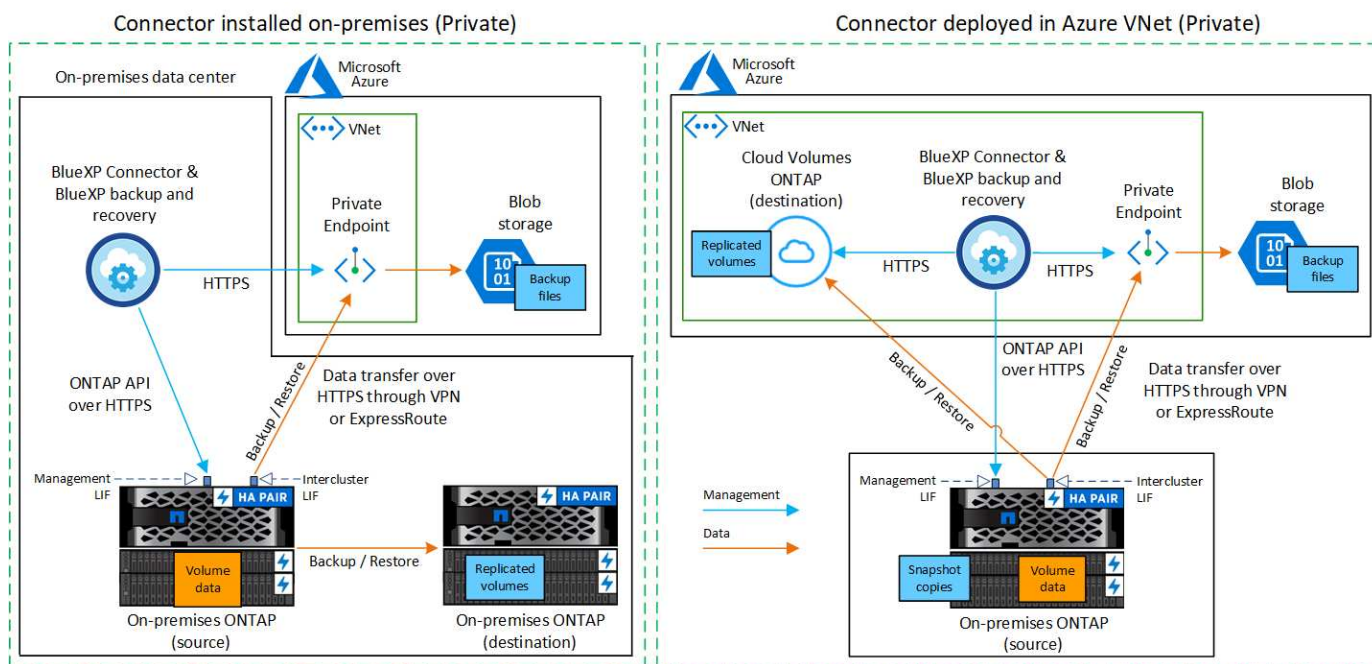 Connector installed on-premises (Private)
On-premises data center
Microsoft
Azure
VNet
BlueXP Connector &
BlueXP backup and
recovery
Private
Endpoint
Blob
storage
10
01
Backup
files
HTTPS
ONTAP API
over HTTPS
Backup / Restore
Data transfer over
HTTPS through VPN
or ExpressRoute
Management
LIF
Intercluster
LIF
HA PAIR
HA PAIR
Volume
data
Backup / Restore
Replicated
volumes
On-premises ONTAP
(source)
On-premises ONTAP
(destination)
Connector deployed in Azure VNet (Private)
Microsoft
Azure
VNet
Cloud Volumes
ONTAP
(destination)
BlueXP Connector &
BlueXP backup and
recovery
Private
Endpoint
Blob
storage
Replicated
volumes
HTTPS
HTTPS
10
01
Backup
files
Backup / Restore
ONTAP API
over HTTPS
Backup / Restore
Data transfer over
HTTPS through VPN
or ExpressRoute
Management
Data
Management
LIF
Intercluster
LIF
HA PAIR
Snapshot
copies
Volume
data
On-premises ONTAP
(source)